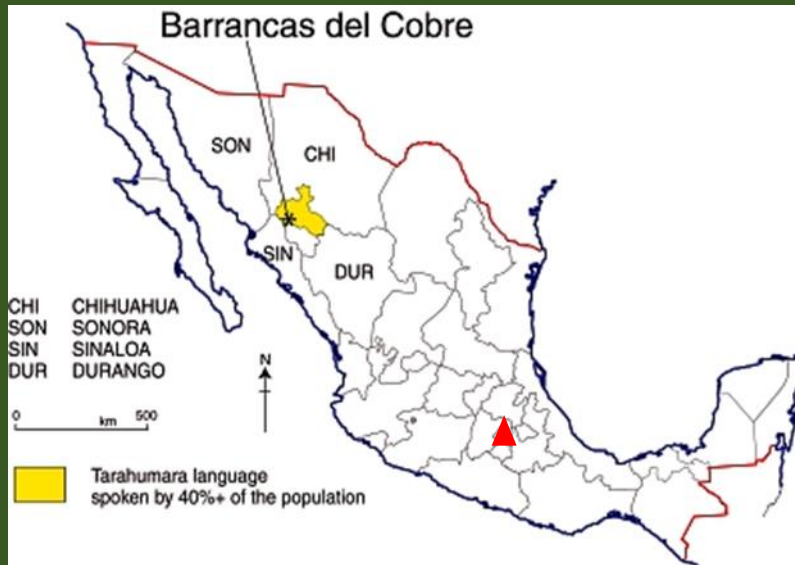 Barrancas del Cobre
SON
CHI
SIN
DUR
CHI CHIHUAHUA
SON SONORA
SIN SINALOA
DUR DURANGO
N
0 500
km
Tarahumara language
spoken by 40%+ of the population